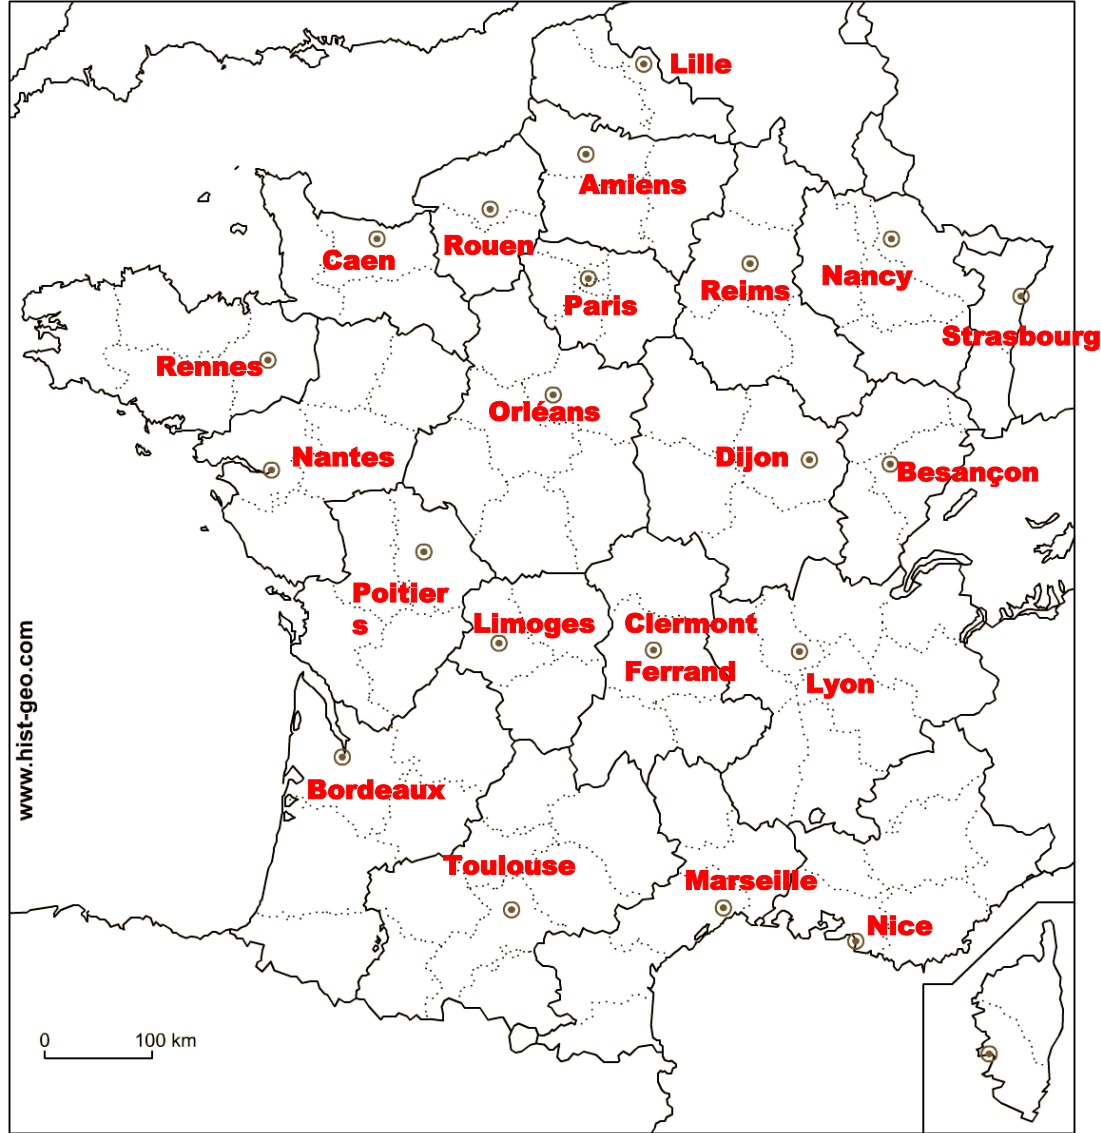 Lille
Amiens
Rouen
Caen
Paris
Reims
Nancy
Strasbourg
Rennes
Orléans
Nantes
Dijon
Besançon
Poitier
s
Limoges
Clermont
Ferrand
Lyon
www.hist-geo.com
Bordeaux
Toulouse
Marseille
Nice
0 100 km